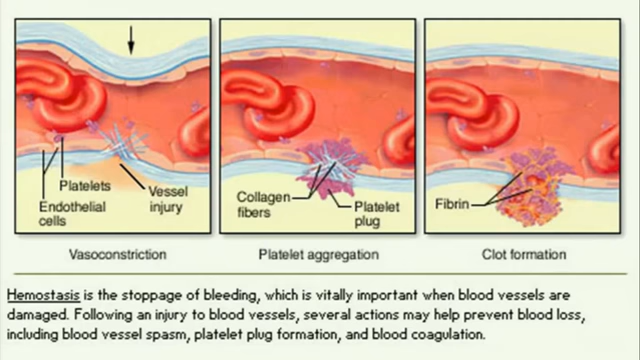 Platelets
Endothelial
cells
Vessel
injury
Collagen
fibers
Platelet
plug
Fibrin
Vasoconstriction
Platelet aggregation
Clot formation
Hemostasis is the stoppage of bleeding, which is vitally important when blood vessels are
damaged. Following an injury to blood vessels, several actions may help prevent blood loss,
including blood vessel spasm, platelet plug formation, and blood coagulation.